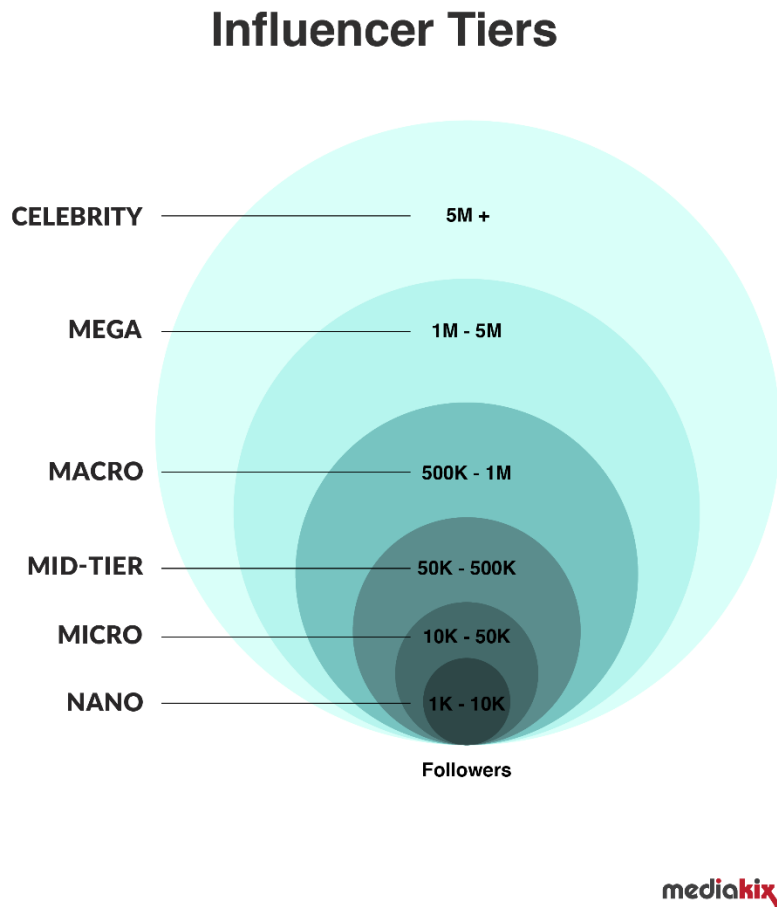 Influencer Tiers
CELEBRITY 5M +
MEGA 1M - 5M
MACRO 500K - 1M
MID-TIER 50K - 500K
MICRO 10K - 50K
NANO 1K - 10K
Followers
mediakix